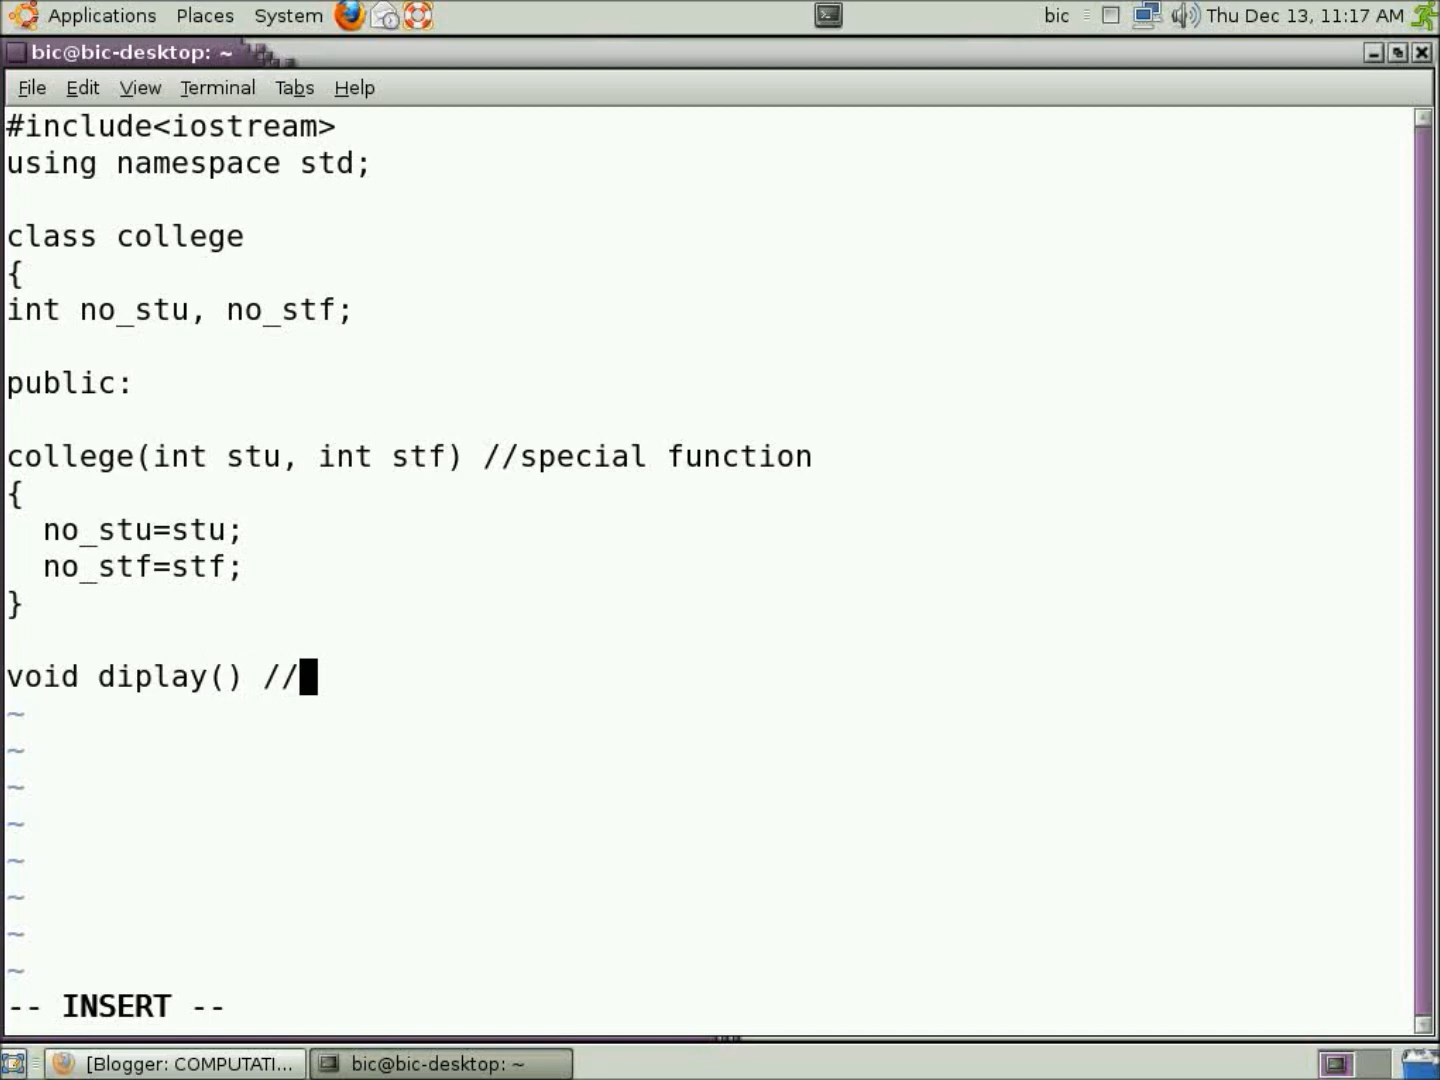 Applications Places System bic Thu Dec 13, 11:17 AM
bic@bic-desktop: ~
File Edit View Terminal Tabs Help
#include<iostream>
using namespace std;
class college
{
int no_stu, no_stf;
public:
college(int stu, int stf) //special function
{
  no_stu=stu;
  no_stf=stf;
}
void diplay() //
~
~
~
~
~
~
~
~
-- INSERT --
[Blogger: COMPUTATI... bic@bic-desktop: ~